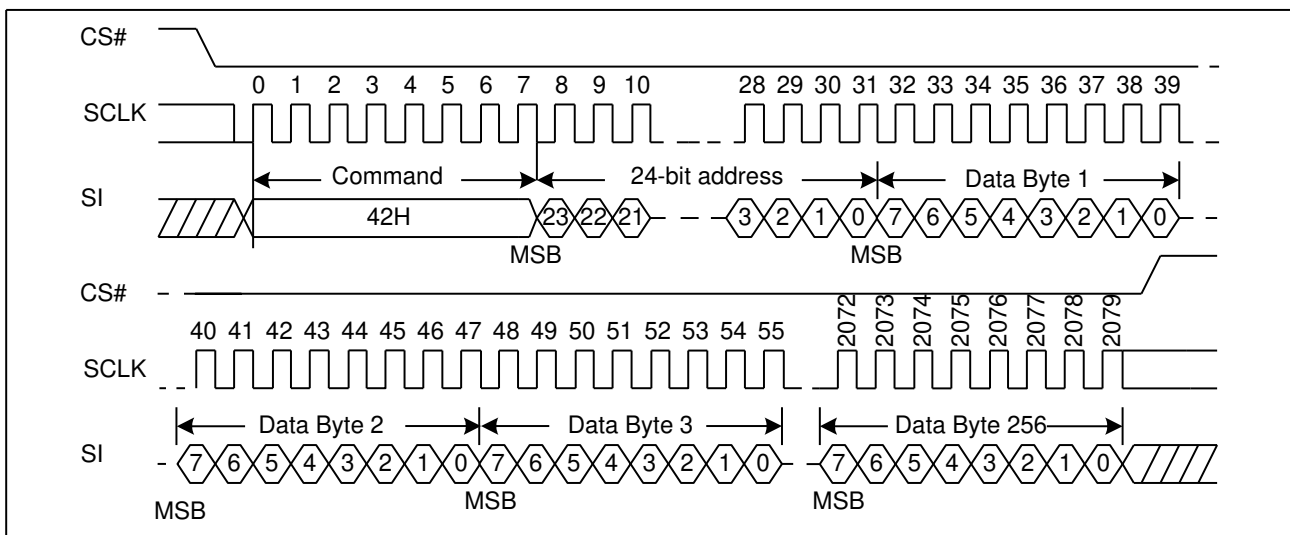 CS#
0 1 2 3 4 5 6 7 8 9 10 28 29 30 31 32 33 34 35 36 37 38 39
SCLK
Command 24-bit address Data Byte 1
SI
42H 23 22 21 3 2 1 0 7 6 5 4 3 2 1 0
MSB MSB
CS#
40 41 42 43 44 45 46 47 48 49 50 51 52 53 54 55 2072 2073 2074 2075 2076 2077 2078 2079
SCLK
Data Byte 2 Data Byte 3 Data Byte 256
SI
7 6 5 4 3 2 1 0 7 6 5 4 3 2 1 0 7 6 5 4 3 2 1 0
MSB MSB MSB